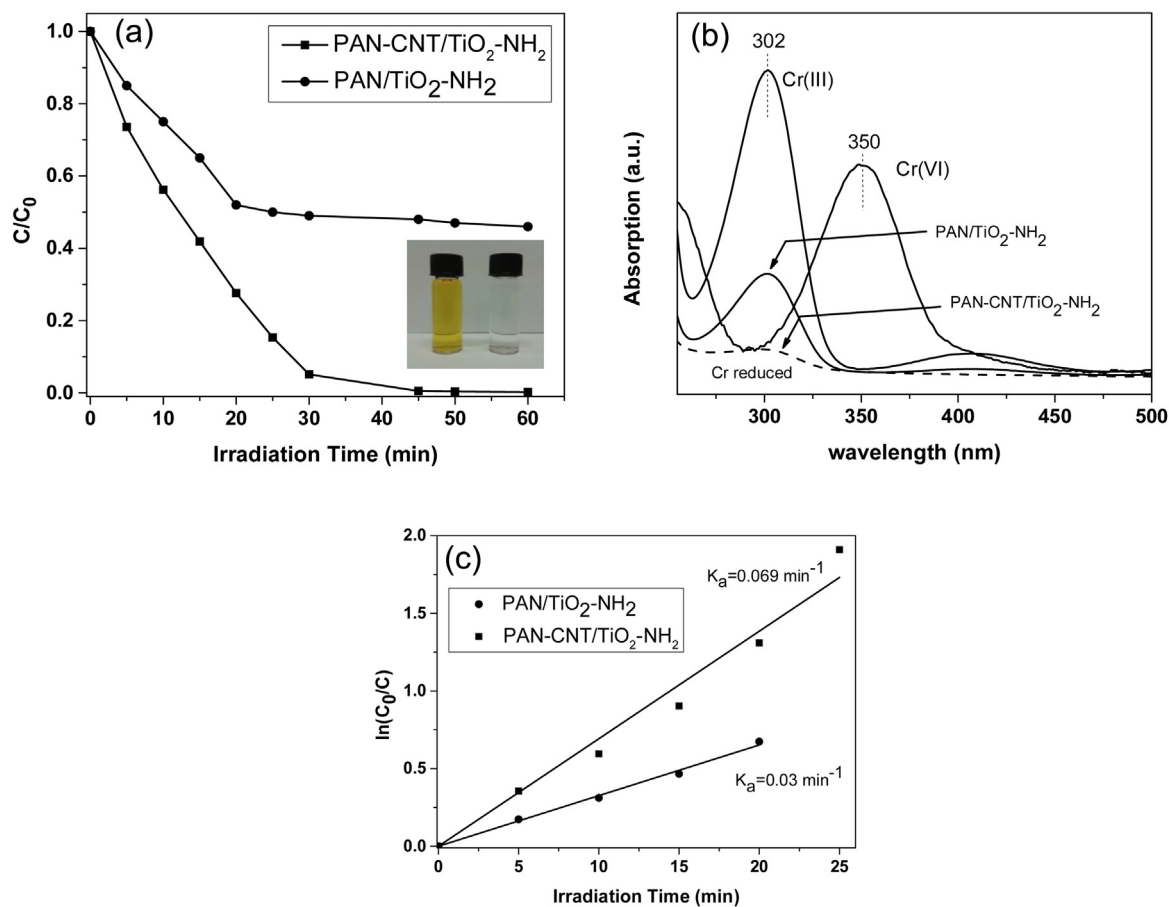 (a)
PAN-CNT/TiO₂-NH₂
PAN/TiO₂-NH₂
1.0
0.8
0.6
0.4
0.2
0.0
C/C₀
0 10 20 30 40 50 60
Irradiation Time (min)
(b)
302
Cr(III)
350
Cr(VI)
PAN/TiO₂-NH₂
PAN-CNT/TiO₂-NH₂
Cr reduced
Absorption (a.u.)
300 350 400 450 500
wavelength (nm)
(c)
PAN/TiO₂-NH₂
PAN-CNT/TiO₂-NH₂
Kₐ=0.069 min⁻¹
Kₐ=0.03 min⁻¹
2.0
1.5
1.0
0.5
0.0
ln(C₀/C)
0 5 10 15 20 25
Irradiation Time (min)